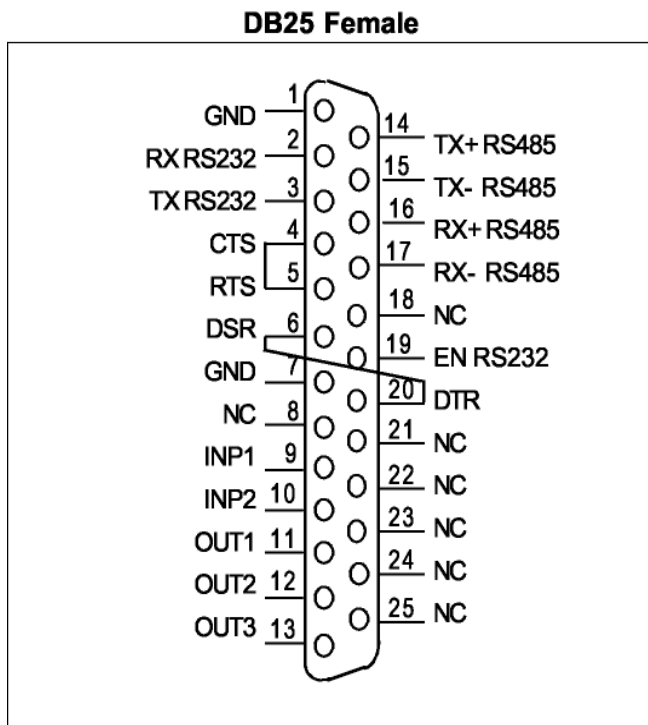 DB25 Female
GND 1
RX RS232 2
TX RS232 3
CTS 4
RTS 5
DSR 6
GND 7
NC 8
INP1 9
INP2 10
OUT1 11
OUT2 12
OUT3 13
14 TX+ RS485
15 TX- RS485
16 RX+ RS485
17 RX- RS485
18 NC
19 EN RS232
20 DTR
21 NC
22 NC
23 NC
24 NC
25 NC